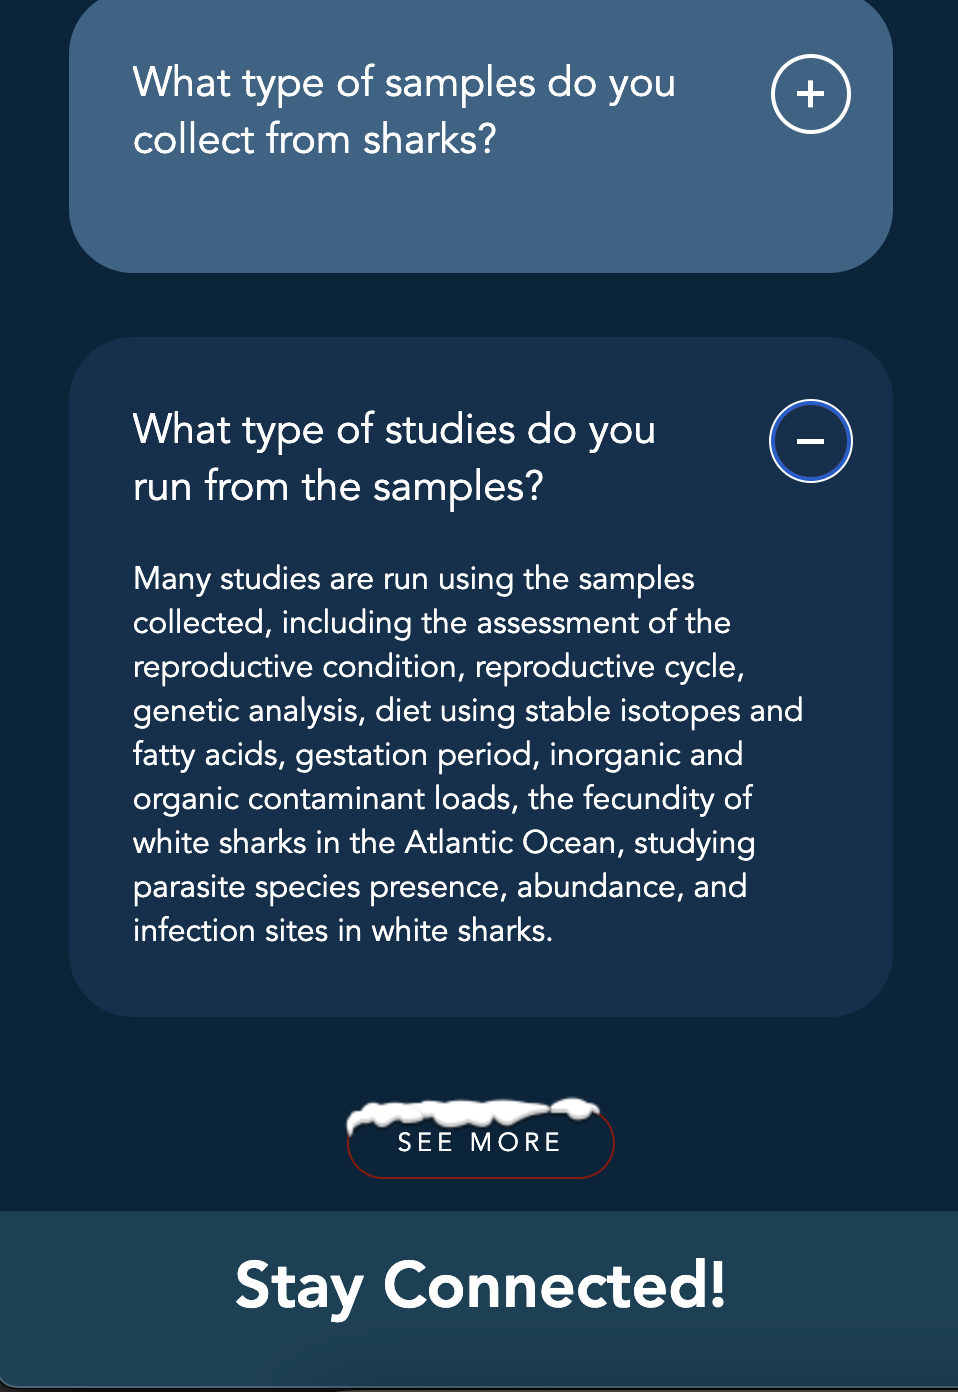 What type of samples do you
collect from sharks?
What type of studies do you
run from the samples?
Many studies are run using the samples
collected, including the assessment of the
reproductive condition, reproductive cycle,
genetic analysis, diet using stable isotopes and
fatty acids, gestation period, inorganic and
organic contaminant loads, the fecundity of
white sharks in the Atlantic Ocean, studying
parasite species presence, abundance, and
infection sites in white sharks.
SEE MORE
Stay Connected!